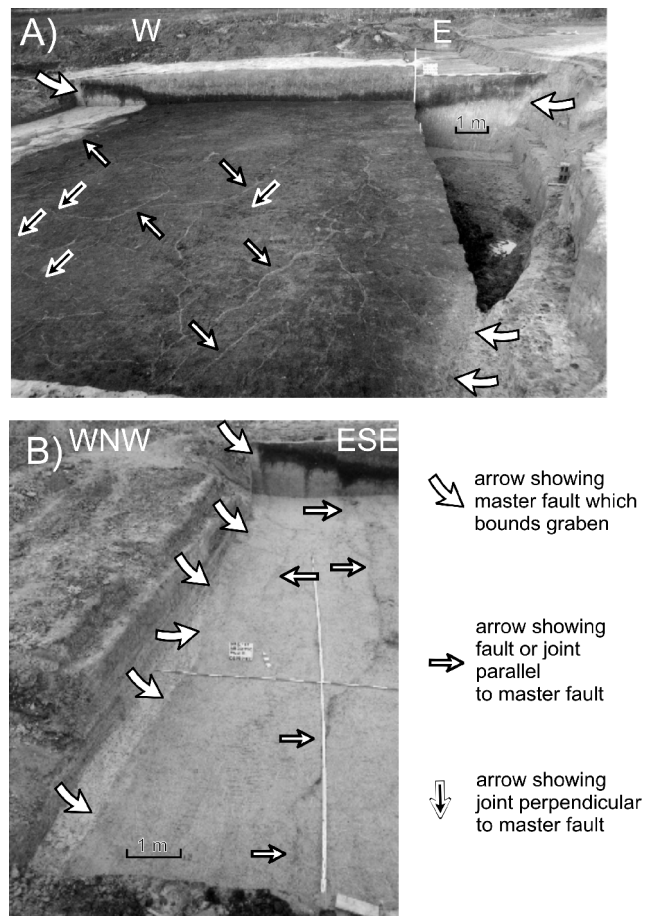 A)
W
E
1 m
B)
WNW
ESE
1 m
arrow showing
master fault which
bounds graben
arrow showing
fault or joint
parallel
to master fault
arrow showing
joint perpendicular
to master fault